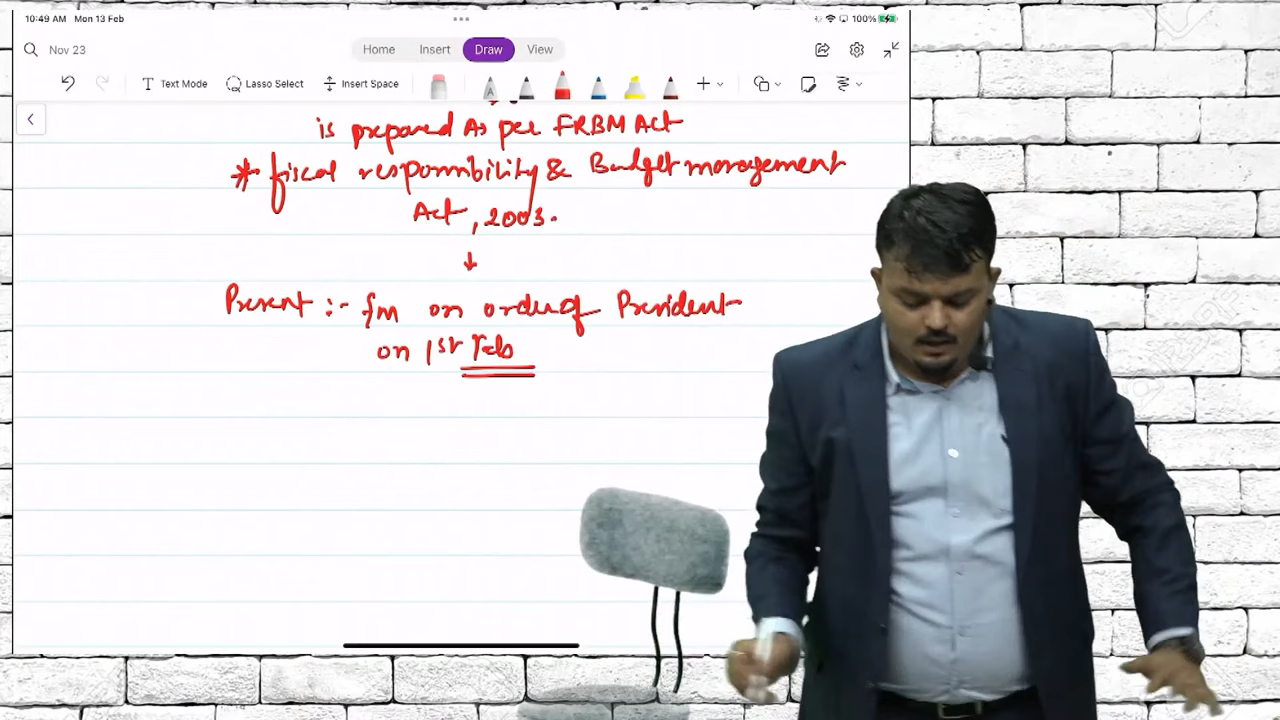 10:49 AM Mon 13 Feb
100%
Nov 23
Home Insert Draw View
Text Mode Lasso Select Insert Space
is prepared As per FRBM Act
* fiscal responsibility & Budget management
Act, 2003.
↓
Present :- fm on order of President
on 1st Feb